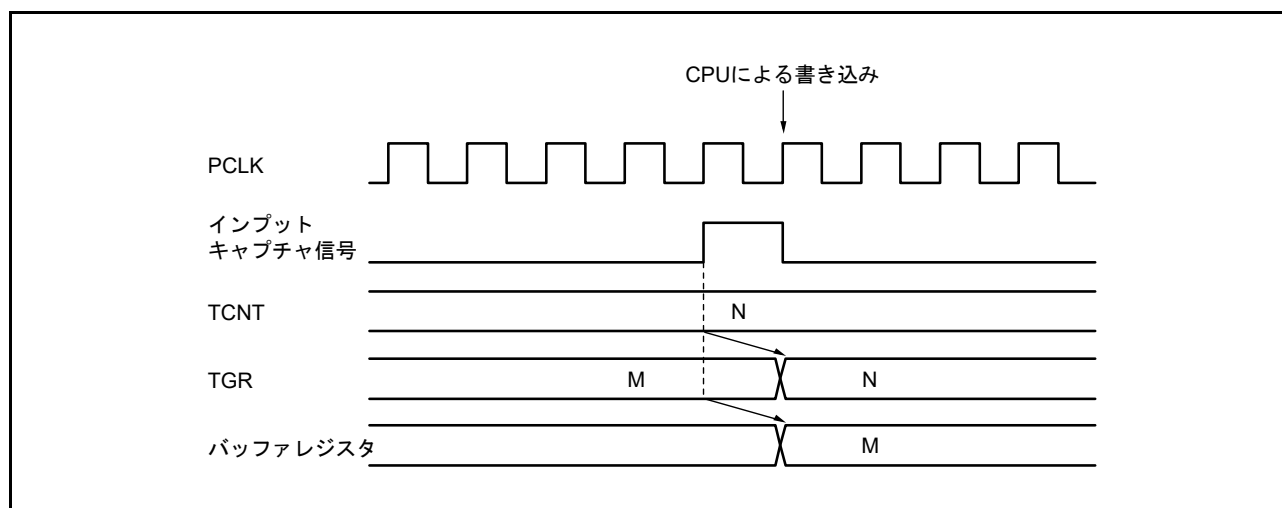 CPUによる書き込み
PCLK
インプット
キャプチャ信号
TCNT
N
TGR
M
N
バッファレジスタ
M